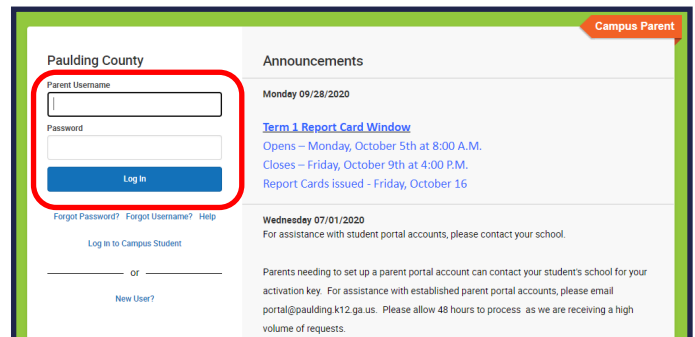 Campus Parent
Paulding County
Parent Username
Password
Log In
Forgot Password? Forgot Username? Help
Log in to Campus Student
or
New User?
Announcements
Monday 09/28/2020
Term 1 Report Card Window
Opens – Monday, October 5th at 8:00 A.M.
Closes – Friday, October 9th at 4:00 P.M.
Report Cards issued - Friday, October 16
Wednesday 07/01/2020
For assistance with student portal accounts, please contact your school.
Parents needing to set up a parent portal account can contact your student's school for your
activation key. For assistance with established parent portal accounts, please email
portal@paulding.k12.ga.us. Please allow 48 hours to process as we are receiving a high
volume of requests.